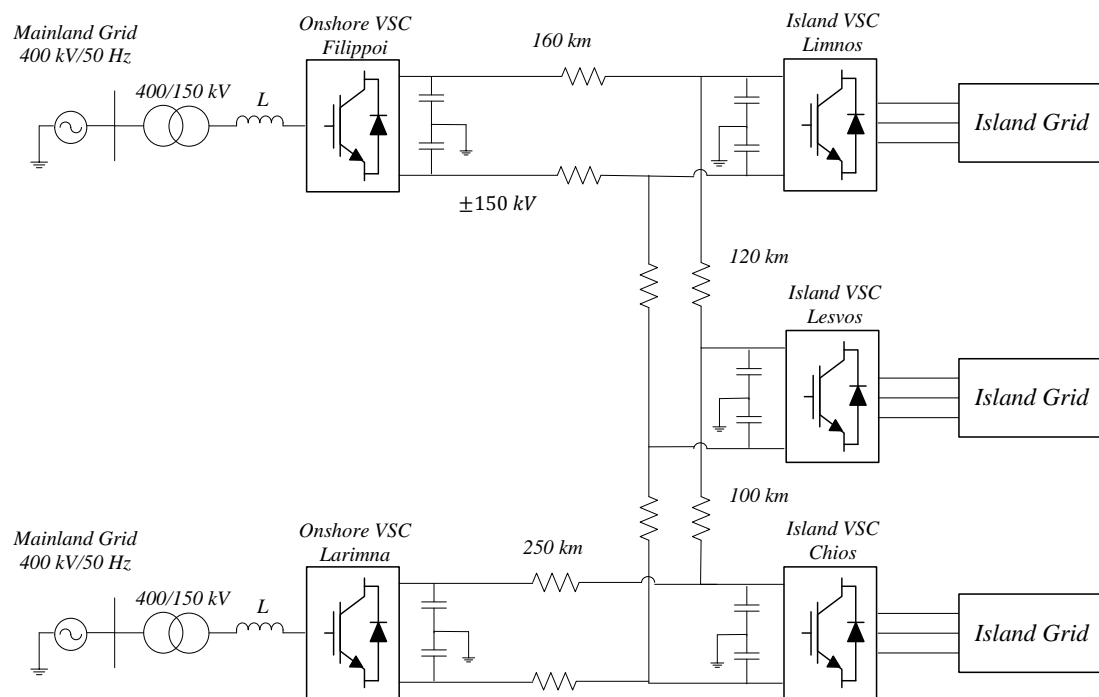 Mainland Grid
400 kV/50 Hz
400/150 kV
L
Onshore VSC
Filippoi
160 km
±150 kV
Island VSC
Limnos
Island Grid
120 km
Island VSC
Lesvos
Island Grid
100 km
Mainland Grid
400 kV/50 Hz
400/150 kV
L
Onshore VSC
Larimna
250 km
Island VSC
Chios
Island Grid